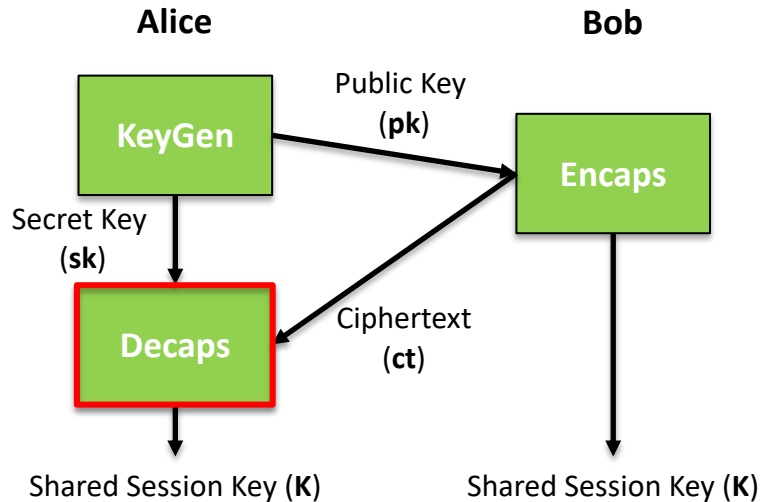 Alice
Bob
Public Key
(pk)
KeyGen
Encaps
Secret Key
(sk)
Decaps
Ciphertext
(ct)
Shared Session Key (K)
Shared Session Key (K)